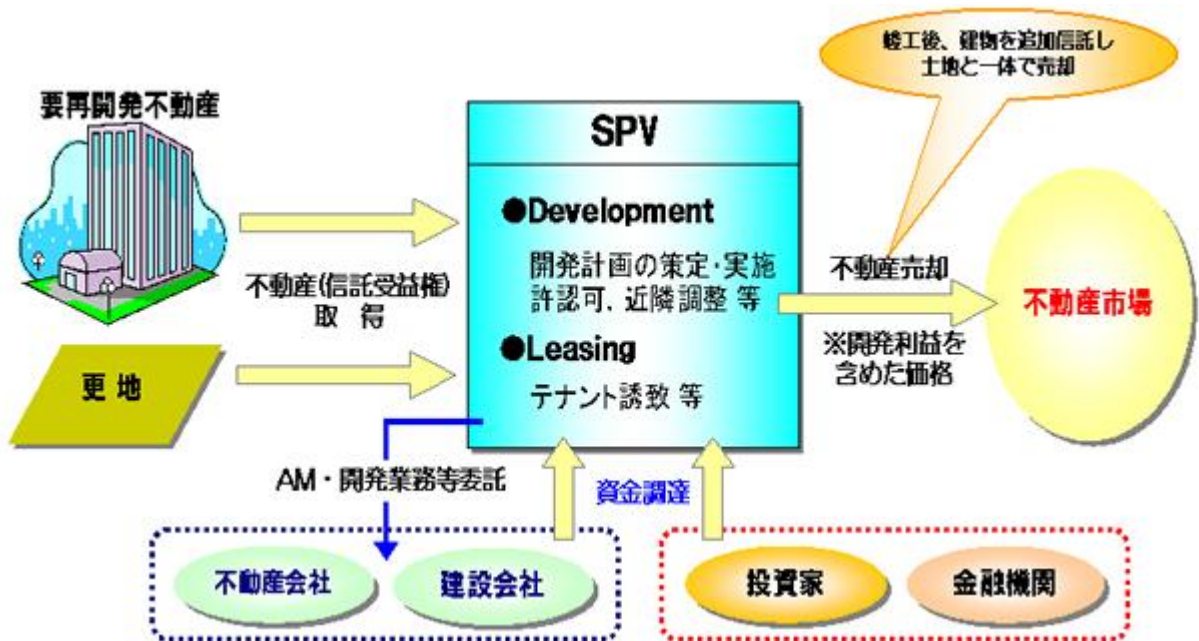 竣工後、建物を追加信託し
土地と一体で売却
要再開発不動産
SPV
●Development
開発計画の策定・実施
許認可, 近隣調整 等
●Leasing
テナント誘致 等
不動産(信託受益権)
取 得
更 地
不動産売却
※開発利益を
含めた価格
不動産市場
AM・開発業務等委託
資金調達
不動産会社
建設会社
投資家
金融機関